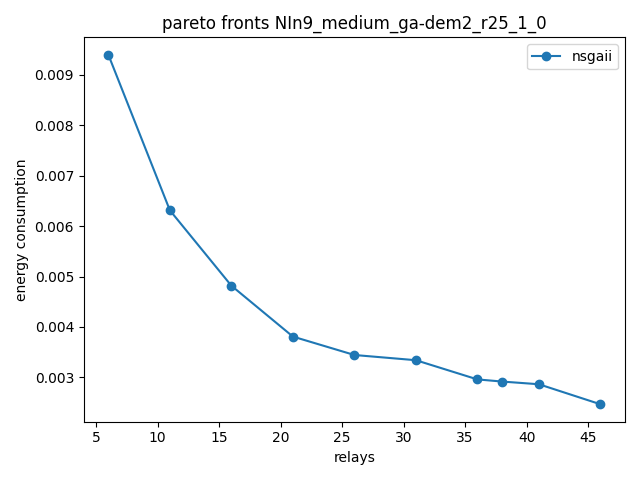 pareto fronts NIn9_medium_ga-dem2_r25_1_0
nsgaii
energy consumption
0.009
0.008
0.007
0.006
0.005
0.004
0.003
5 10 15 20 25 30 35 40 45
relays